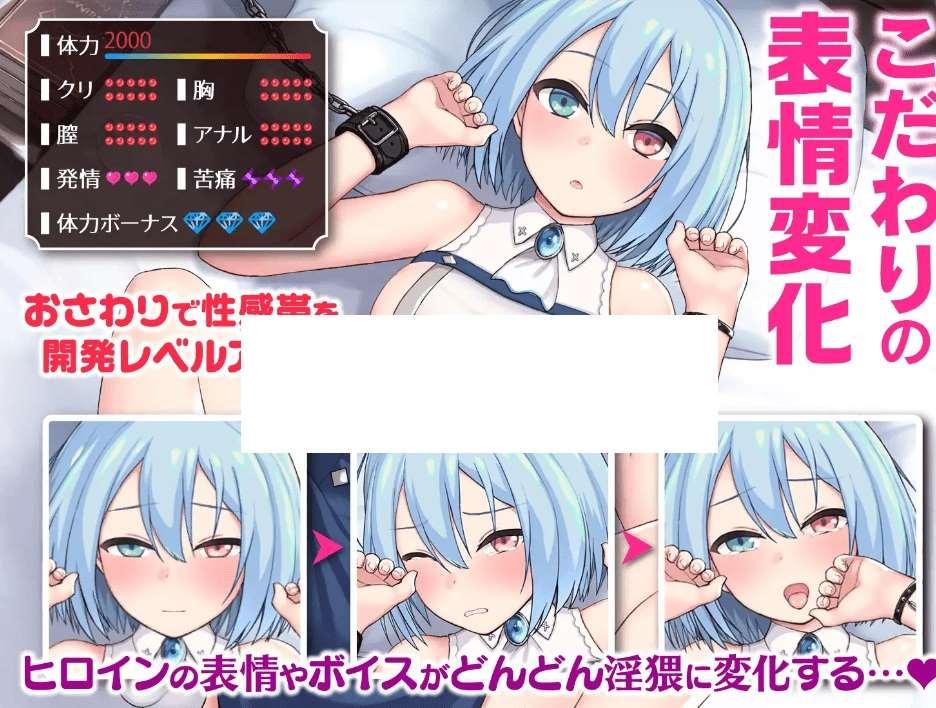 体力 2000
クリ 胸
膣 アナル
発情 苦痛
体力ボーナス
こだわりの
表情変化
おさわりで性感帯を
開発レベル
ヒロインの表情やボイスがどんどん淫猥に変化する…♥